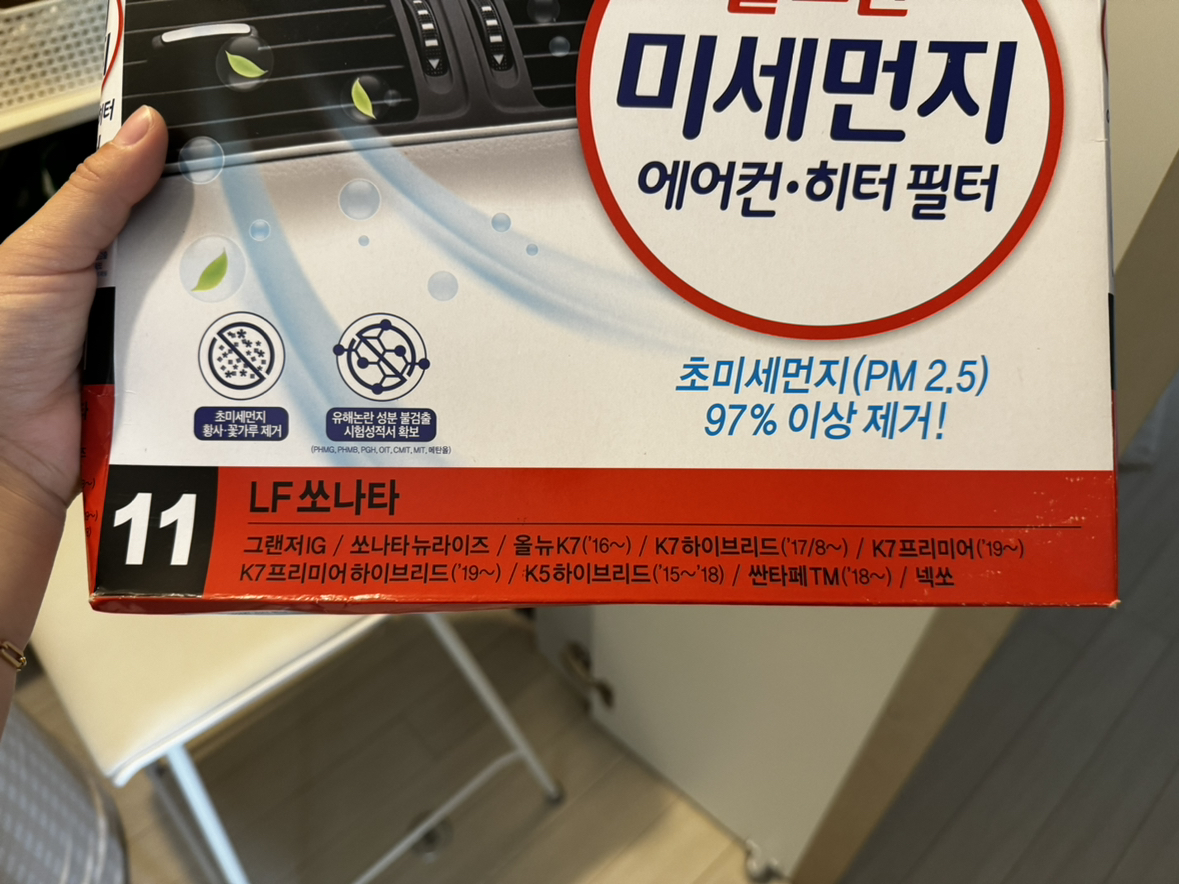 미세먼지
에어컨·히터 필터
초미세먼지
황사·꽃가루 제거
유해논란 성분 불검출
시험성적서 확보
(PHMG, PHMB, PGH, OIT, CMIT, MIT, 메탄올)
초미세먼지(PM 2.5)
97% 이상 제거!
11
LF쏘나타
그랜저IG / 쏘나타뉴라이즈 / 올뉴K7('16~) / K7하이브리드('17/8~) / K7프리미어('19~)
K7프리미어하이브리드('19~) / K5하이브리드('15~'18) / 싼타페TM('18~) / 넥쏘